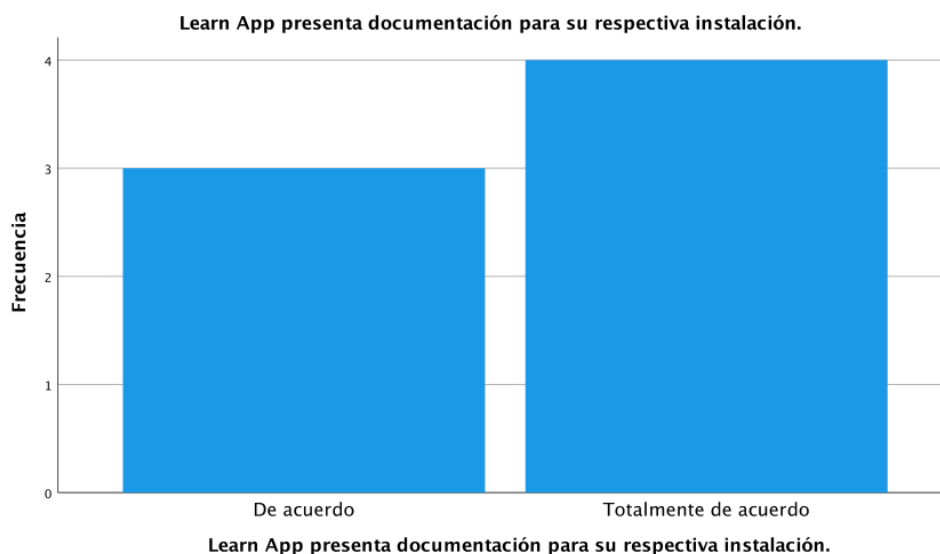 Learn App presenta documentación para su respectiva instalación.
4
3
2
1
0
Frecuencia
De acuerdo
Totalmente de acuerdo
Learn App presenta documentación para su respectiva instalación.